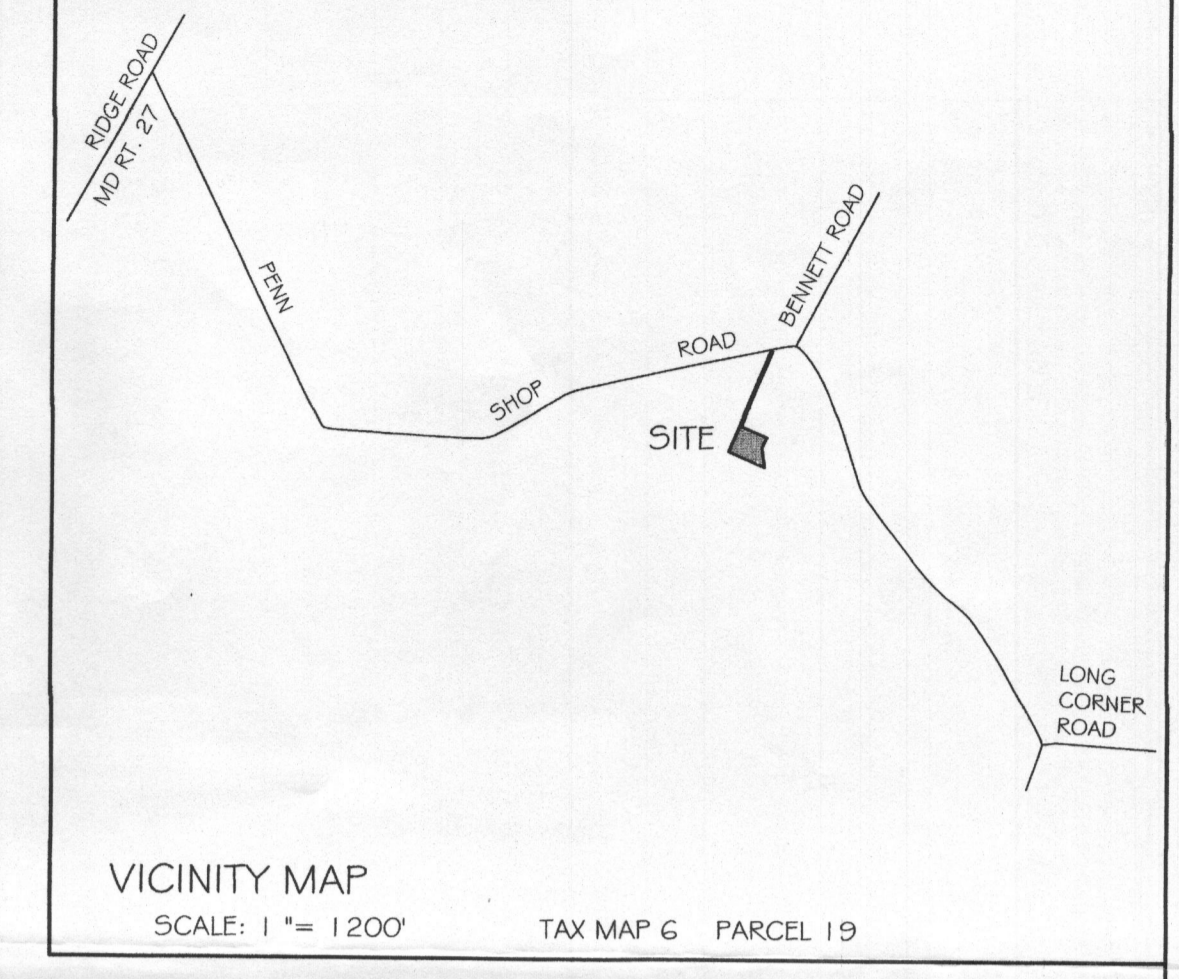 RIDGE ROAD
MD RT. 27
PENN
SHOP
ROAD
BENNETT ROAD
SITE
LONG
CORNER
ROAD
VICINITY MAP
SCALE: 1 "= 1200'
TAX MAP 6 PARCEL 19